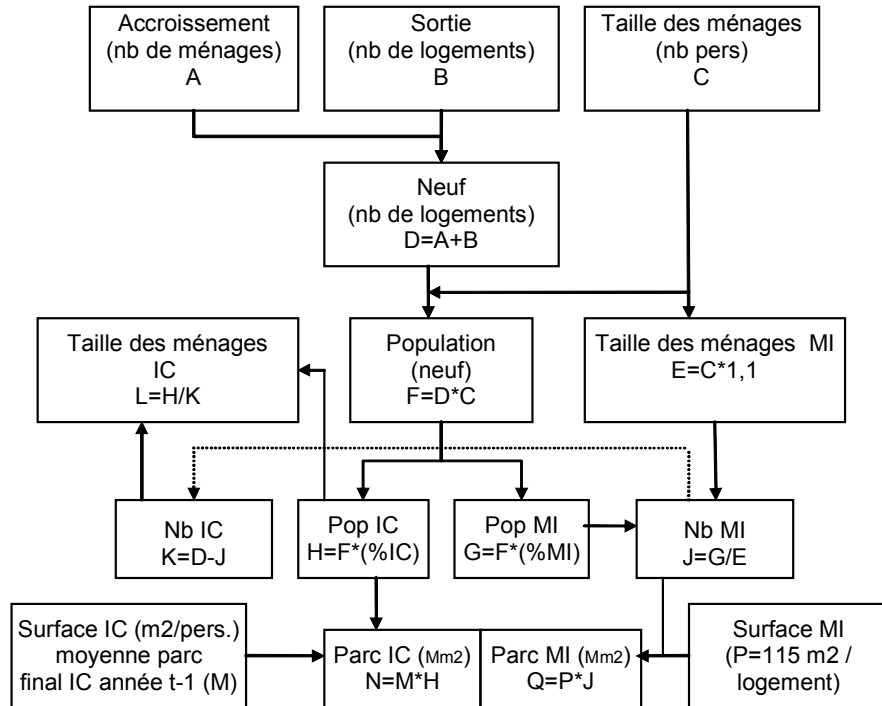 Accroissement
(nb de ménages)
A
Sortie
(nb de logements)
B
Taille des ménages
(nb pers)
C
Neuf
(nb de logements)
D=A+B
Taille des ménages
IC
L=H/K
Population
(neuf)
F=D*C
Taille des ménages MI
E=C*1,1
Nb IC
K=D-J
Pop IC
H=F*(%IC)
Pop MI
G=F*(%MI)
Nb MI
J=G/E
Surface IC (m2/pers.)
moyenne parc
final IC année t-1 (M)
Parc IC (Mm2)
N=M*H
Parc MI (Mm2)
Q=P*J
Surface MI
(P=115 m2 /
logement)